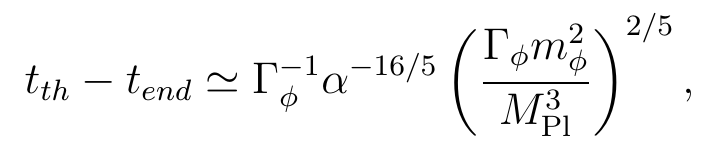 t_{th} - t_{end} \simeq \Gamma_{\phi}^{-1} \alpha^{-16/5} \left( \frac{\Gamma_{\phi} m_{\phi}^{2}}{M_{\mathrm{Pl}}^{3}} \right)^{2/5} ,